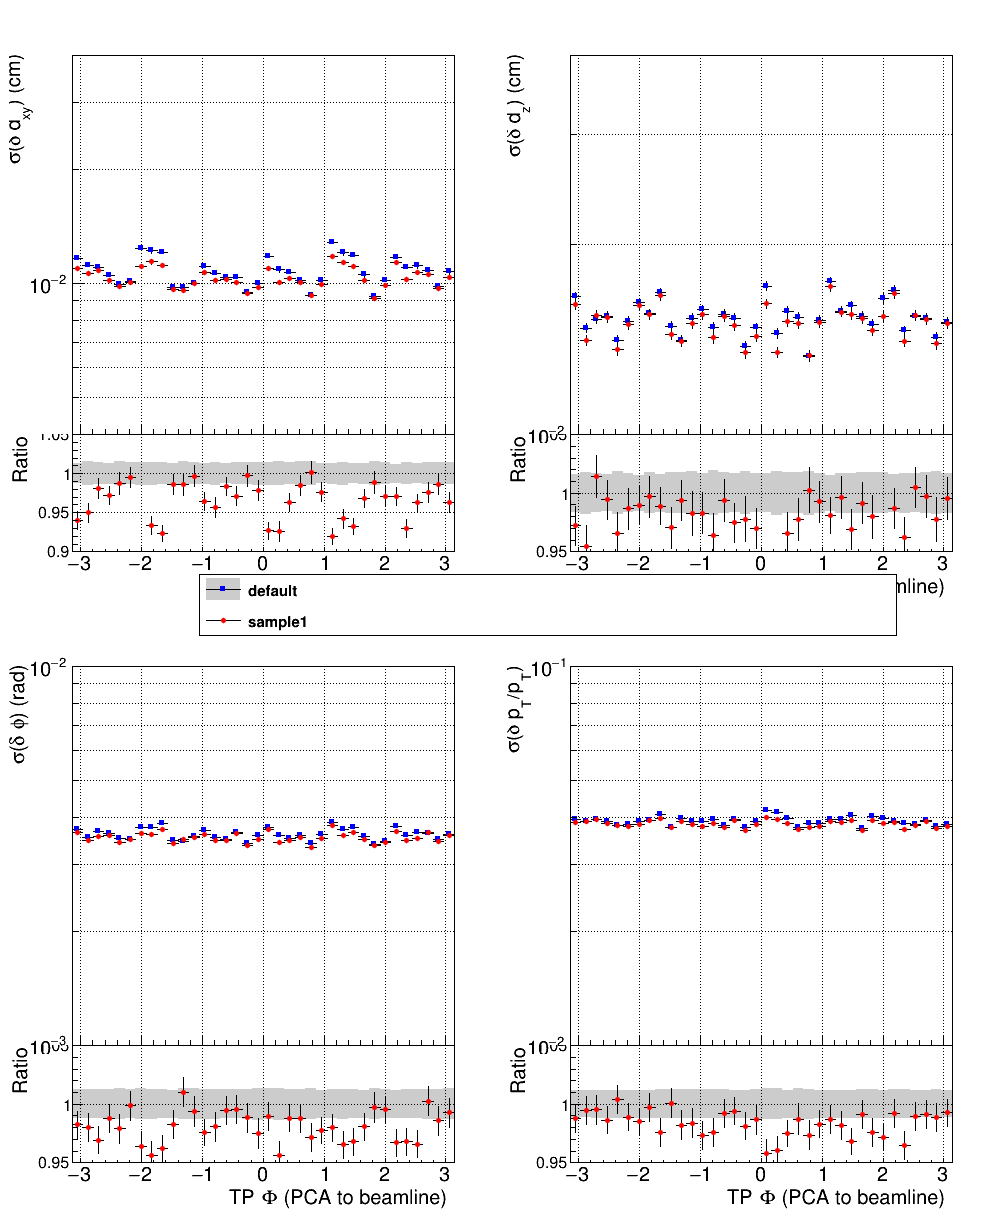 σ(δ d_xy) (cm)
10⁻²
Ratio
1
0.95
0.9
−3 −2 −1 0 1 2 3
σ(δ d_z) (cm)
Ratio
1
0.95
−3 −2 −1 0 1 2 3
mline)
default
sample1
σ(δ ϕ) (rad)
10⁻²
10⁻³
Ratio
1
0.95
−3 −2 −1 0 1 2 3
TP Φ (PCA to beamline)
σ(δ p_T/p_T)
10⁻¹
10⁻²
Ratio
1
0.95
−3 −2 −1 0 1 2 3
TP Φ (PCA to beamline)